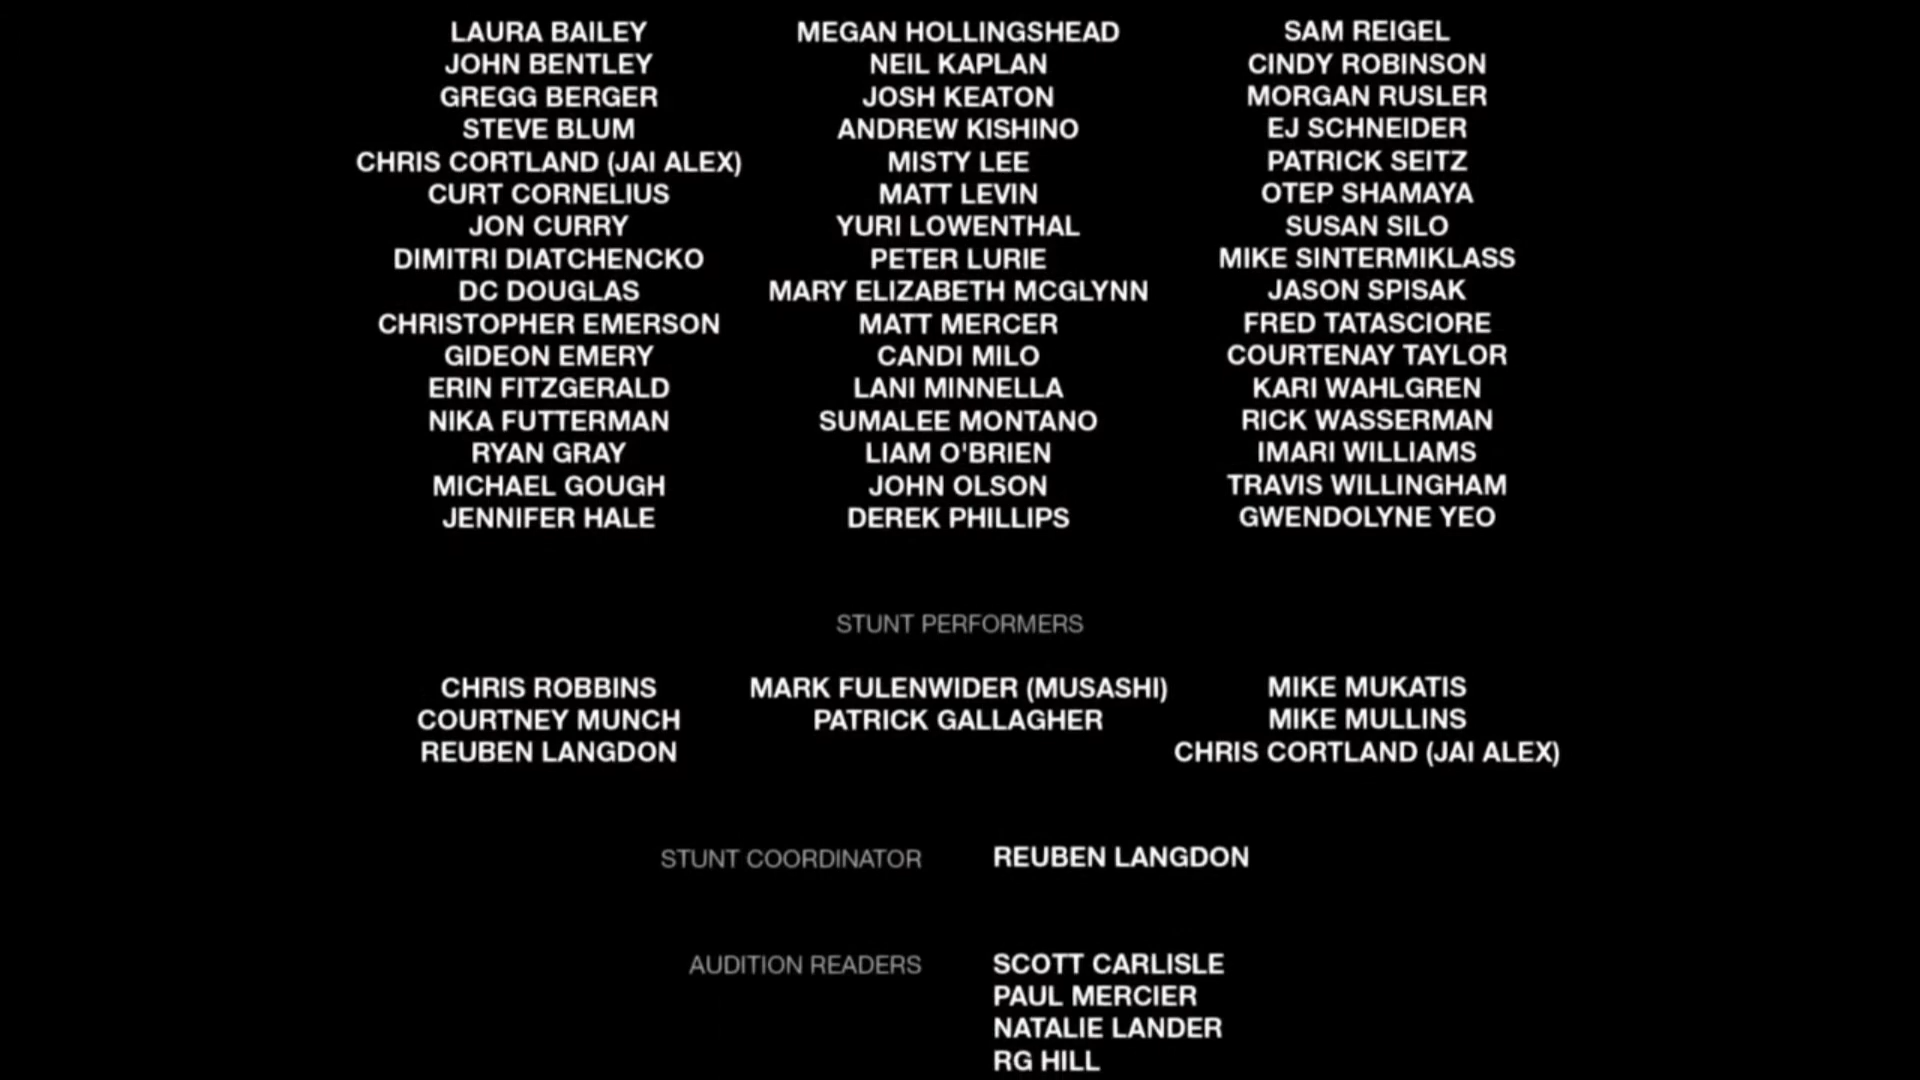 LAURA BAILEY
JOHN BENTLEY
GREGG BERGER
STEVE BLUM
CHRIS CORTLAND (JAI ALEX)
CURT CORNELIUS
JON CURRY
DIMITRI DIATCHENCKO
DC DOUGLAS
CHRISTOPHER EMERSON
GIDEON EMERY
ERIN FITZGERALD
NIKA FUTTERMAN
RYAN GRAY
MICHAEL GOUGH
JENNIFER HALE
MEGAN HOLLINGSHEAD
NEIL KAPLAN
JOSH KEATON
ANDREW KISHINO
MISTY LEE
MATT LEVIN
YURI LOWENTHAL
PETER LURIE
MARY ELIZABETH MCGLYNN
MATT MERCER
CANDI MILO
LANI MINNELLA
SUMALEE MONTANO
LIAM O'BRIEN
JOHN OLSON
DEREK PHILLIPS
SAM REIGEL
CINDY ROBINSON
MORGAN RUSLER
EJ SCHNEIDER
PATRICK SEITZ
OTEP SHAMAYA
SUSAN SILO
MIKE SINTERMIKLASS
JASON SPISAK
FRED TATASCIORE
COURTENAY TAYLOR
KARI WAHLGREN
RICK WASSERMAN
IMARI WILLIAMS
TRAVIS WILLINGHAM
GWENDOLYNE YEO
STUNT PERFORMERS
CHRIS ROBBINS
COURTNEY MUNCH
REUBEN LANGDON
MARK FULENWIDER (MUSASHI)
PATRICK GALLAGHER
MIKE MUKATIS
MIKE MULLINS
CHRIS CORTLAND (JAI ALEX)
STUNT COORDINATOR REUBEN LANGDON
AUDITION READERS SCOTT CARLISLE
PAUL MERCIER
NATALIE LANDER
RG HILL